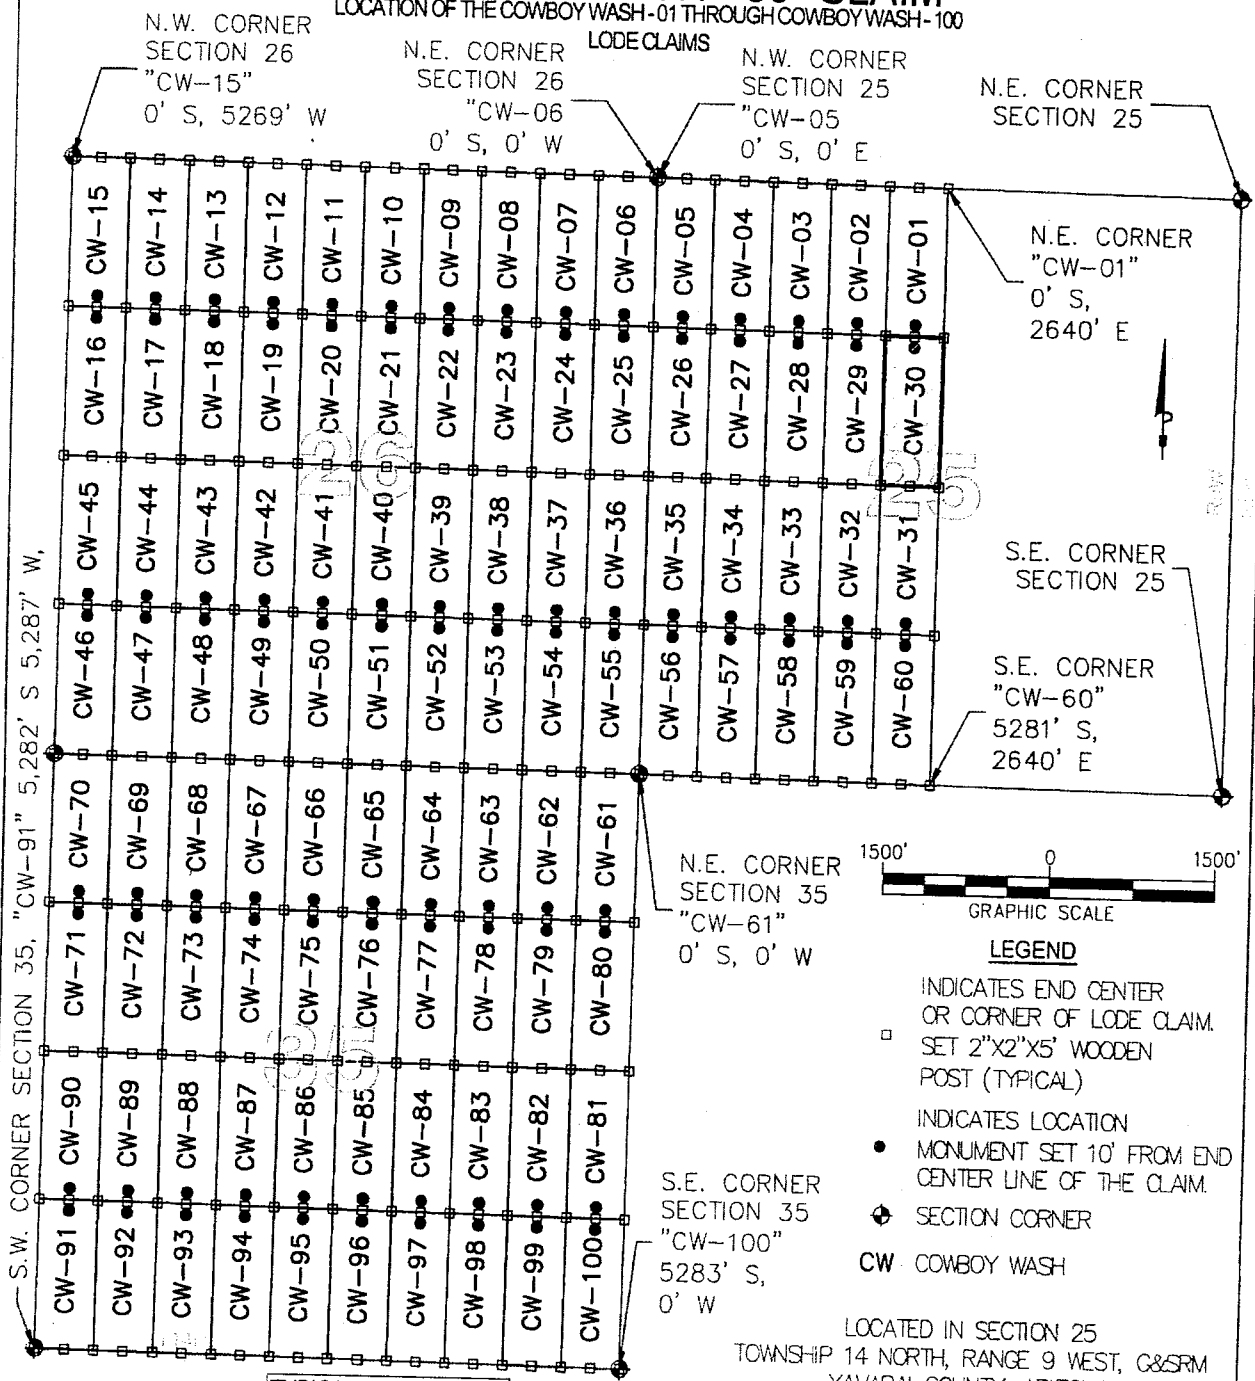 LOCATION OF THE COWBOY WASH-01 THROUGH COWBOY WASH-100
LODE CLAIMS
N.W. CORNER
SECTION 26
"CW-15"
0' S, 5269' W
N.E. CORNER
SECTION 26
"CW-06
0' S, 0' W
N.W. CORNER
SECTION 25
"CW-05
0' S, 0' E
N.E. CORNER
SECTION 25
CW-15 CW-14 CW-13 CW-12 CW-11 CW-10 CW-09 CW-08 CW-07 CW-06 CW-05 CW-04 CW-03 CW-02 CW-01
N.E. CORNER
"CW-01"
0' S,
2640' E
CW-16 CW-17 CW-18 CW-19 CW-20 CW-21 CW-22 CW-23 CW-24 CW-25 CW-26 CW-27 CW-28 CW-29 CW-30
26
25
CW-45 CW-44 CW-43 CW-42 CW-41 CW-40 CW-39 CW-38 CW-37 CW-36 CW-35 CW-34 CW-33 CW-32 CW-31
S.E. CORNER
SECTION 25
CW-46 CW-47 CW-48 CW-49 CW-50 CW-51 CW-52 CW-53 CW-54 CW-55 CW-56 CW-57 CW-58 CW-59 CW-60
S.E. CORNER
"CW-60"
5281' S,
2640' E
CW-70 CW-69 CW-68 CW-67 CW-66 CW-65 CW-64 CW-63 CW-62 CW-61
N.E. CORNER
SECTION 35
"CW-61"
0' S, 0' W
CW-71 CW-72 CW-73 CW-74 CW-75 CW-76 CW-77 CW-78 CW-79 CW-80
35
CW-90 CW-89 CW-88 CW-87 CW-86 CW-85 CW-84 CW-83 CW-82 CW-81
CW-91 CW-92 CW-93 CW-94 CW-95 CW-96 CW-97 CW-98 CW-99 CW-100
S.E. CORNER
SECTION 35
"CW-100"
5283' S,
0' W
S.W. CORNER SECTION 35, "CW-91" 5,282' S 5,287' W,
1500' 0 1500'
GRAPHIC SCALE
LEGEND
INDICATES END CENTER
OR CORNER OF LODE CLAIM.
SET 2"X2"X5' WOODEN
POST (TYPICAL)
INDICATES LOCATION
MONUMENT SET 10' FROM END
CENTER LINE OF THE CLAIM.
SECTION CORNER
CW COWBOY WASH
LOCATED IN SECTION 25
TOWNSHIP 14 NORTH, RANGE 9 WEST, G&SRM